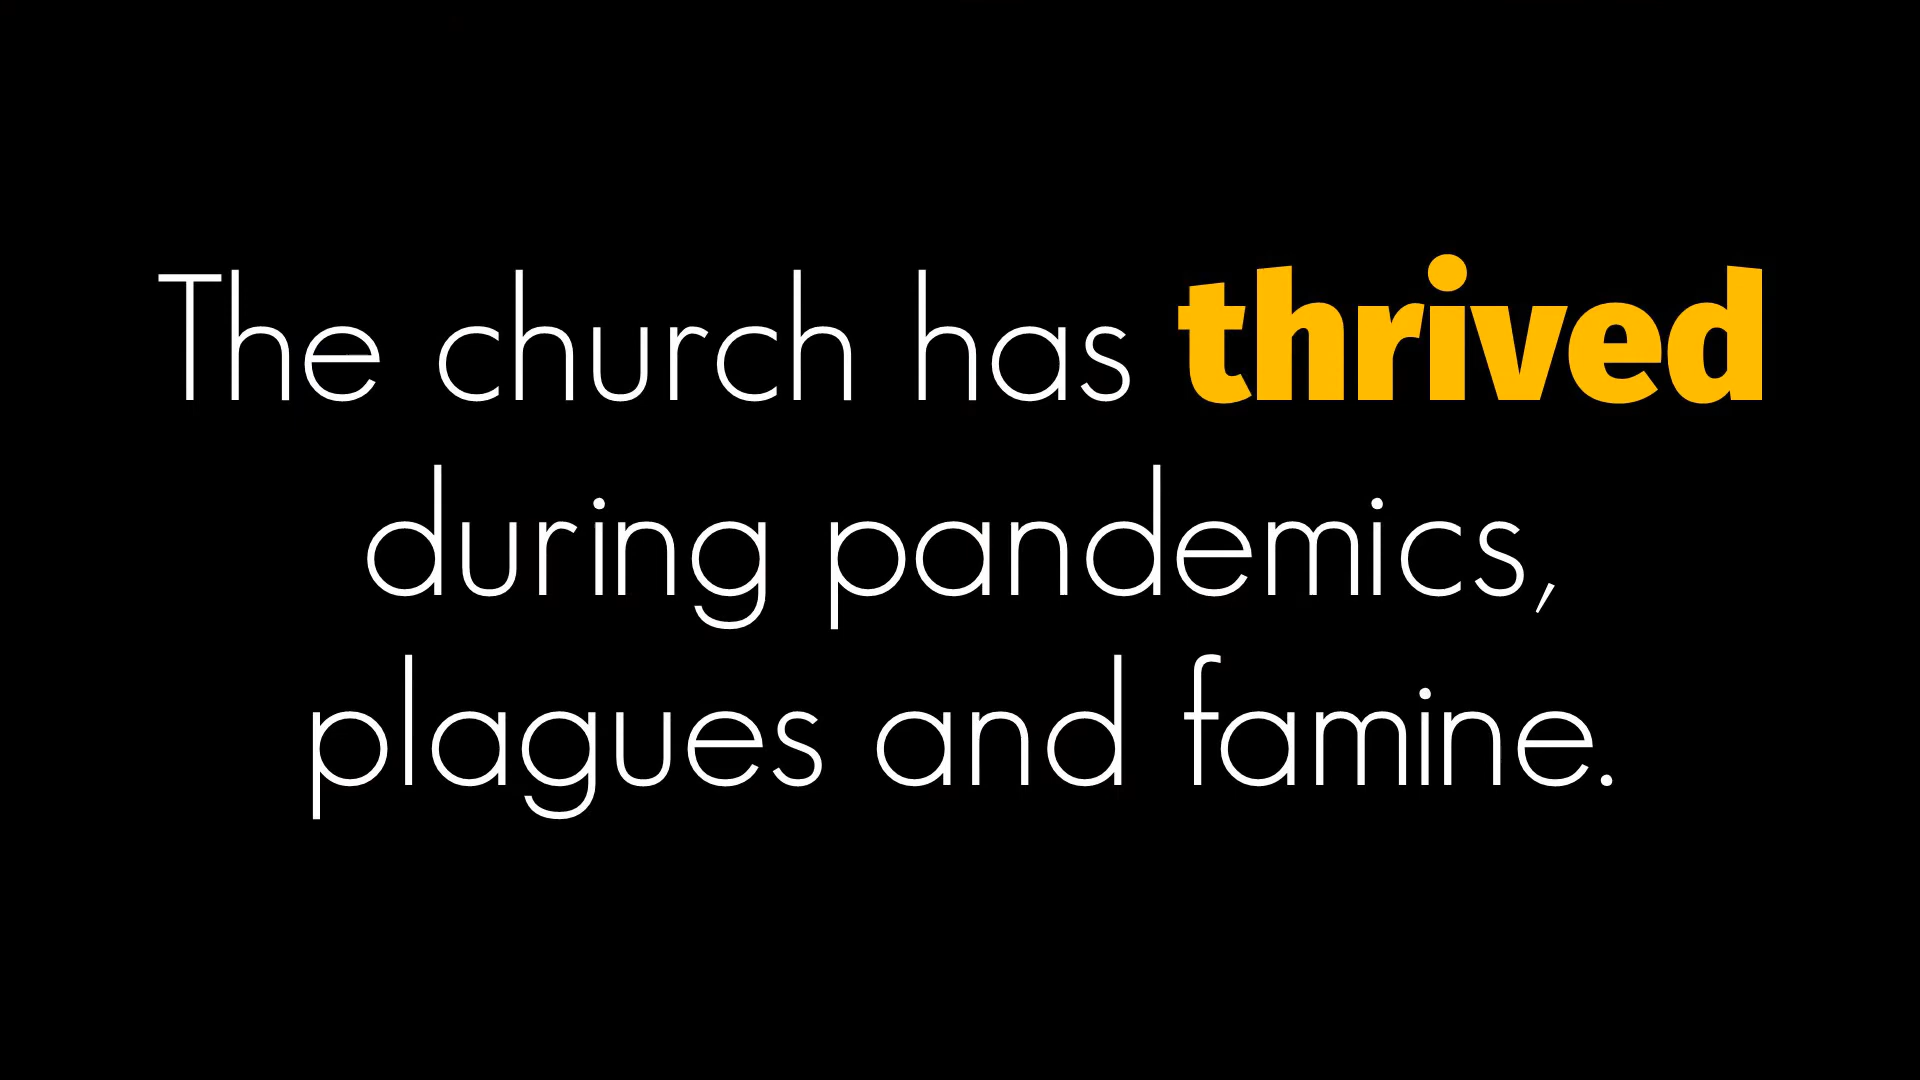 The church has thrived
during pandemics,
plagues and famine.